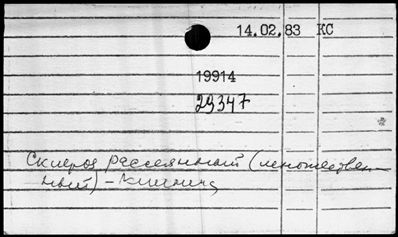 14.02.83 КС
19914
29347
Склероз рассеянный (множествен-
ный) – клиника